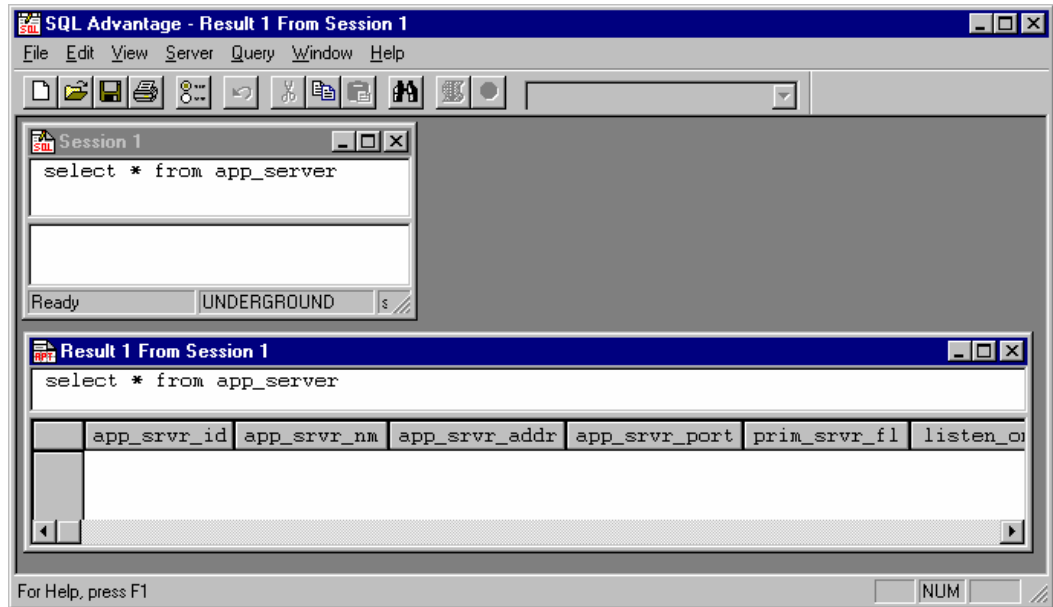 SQL Advantage - Result 1 From Session 1
File Edit View Server Query Window Help
Session 1
select * from app_server
Ready UNDERGROUND s
Result 1 From Session 1
select * from app_server
app_srvr_id app_srvr_nm app_srvr_addr app_srvr_port prim_srvr_fl listen_o
For Help, press F1 NUM